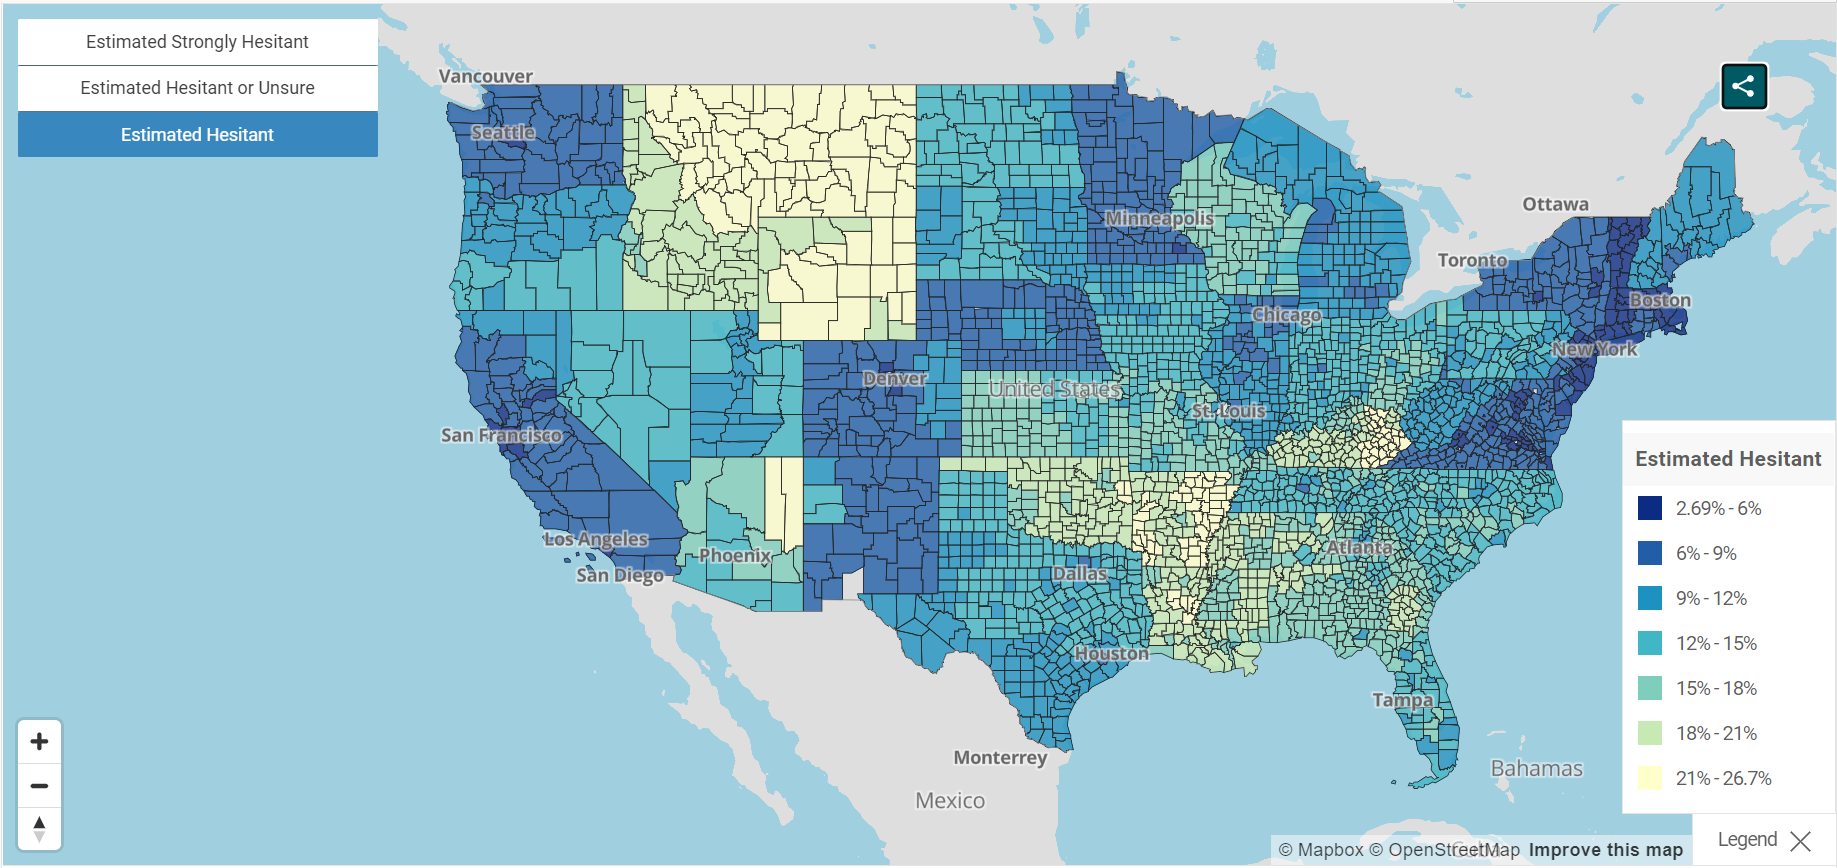 Estimated Strongly Hesitant
Estimated Hesitant or Unsure
Estimated Hesitant
Vancouver
Seattle
Ottawa
Minneapolis
Toronto
Boston
Chicago
New York
Denver
United States
St. Louis
San Francisco
Los Angeles
Phoenix
Atlanta
San Diego
Dallas
Houston
Tampa
Monterrey
Bahamas
Mexico
Estimated Hesitant
2.69% - 6%
6% - 9%
9% - 12%
12% - 15%
15% - 18%
18% - 21%
21% - 26.7%
Legend
© Mapbox © OpenStreetMap Improve this map